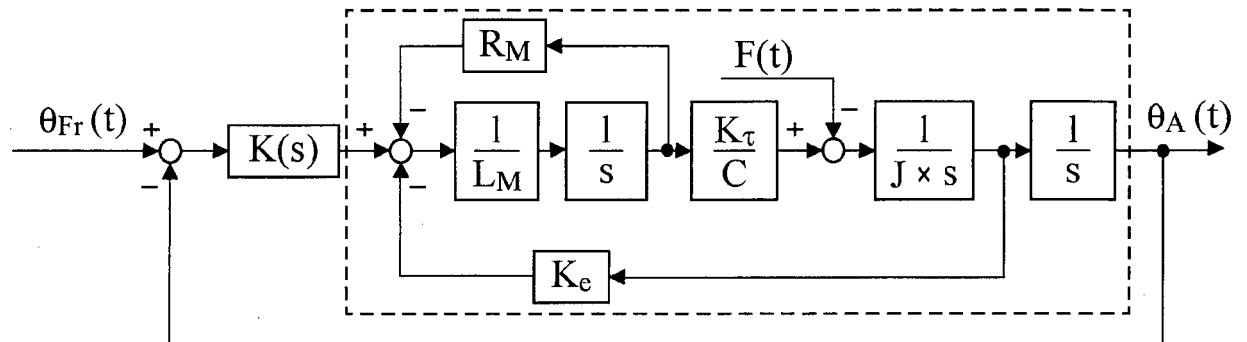 R_M
F(t)
θ_Fr (t)
+
−
K(s)
+
−
−
1
L_M
1
s
K_τ
C
+
−
1
J × s
1
s
θ_A (t)
K_e